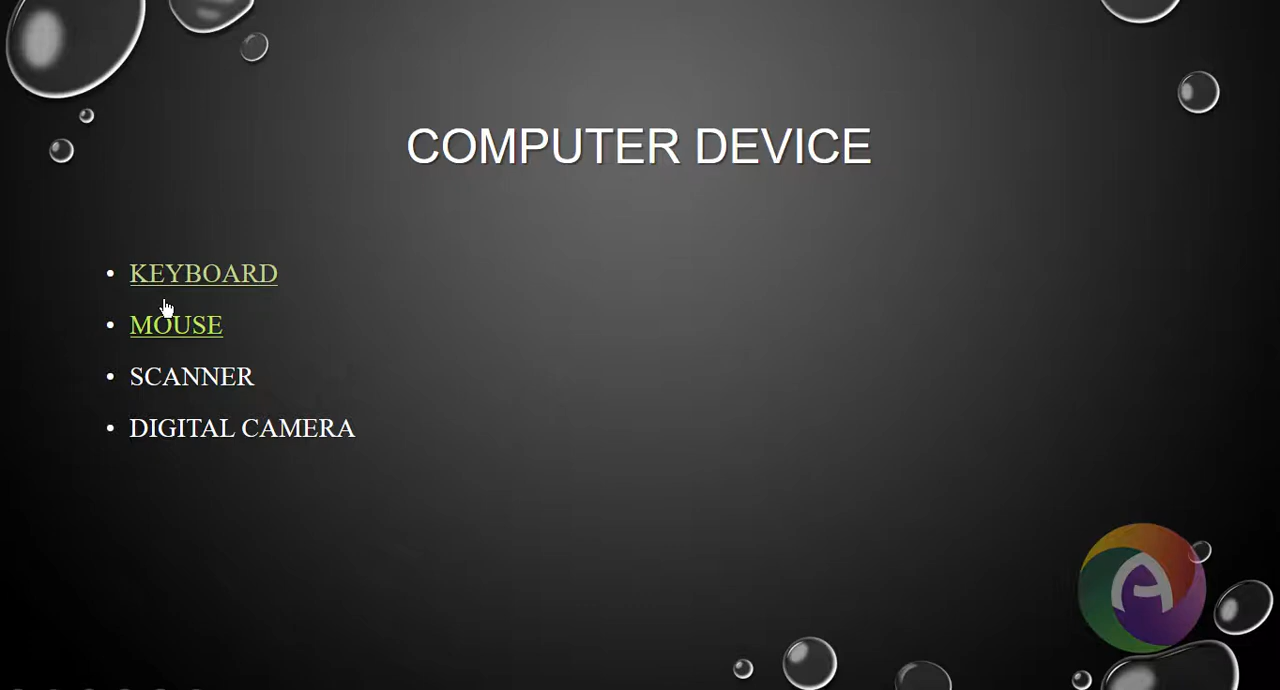 COMPUTER DEVICE
• KEYBOARD
• MOUSE
• SCANNER
• DIGITAL CAMERA
A